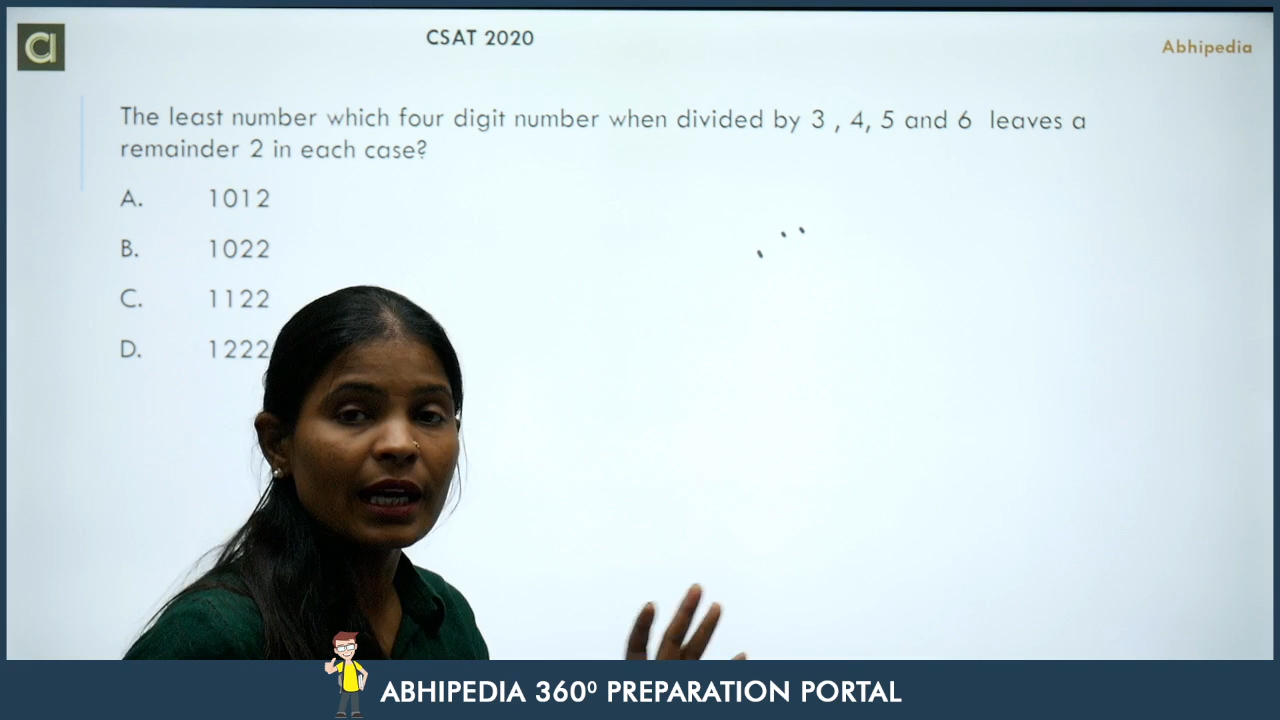 CSAT 2020
Abhipedia
The least number which four digit number when divided by 3 , 4, 5 and 6 leaves a
remainder 2 in each case?
A. 1012
B. 1022
C. 1122
D. 1222
ABHIPEDIA 360⁰ PREPARATION PORTAL